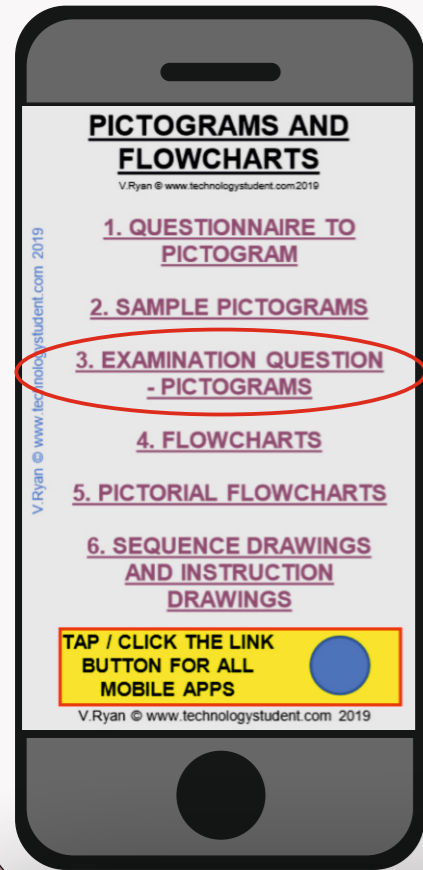 PICTOGRAMS AND
FLOWCHARTS
V.Ryan © www.technologystudent.com2019
1. QUESTIONNAIRE TO
PICTOGRAM
2. SAMPLE PICTOGRAMS
3. EXAMINATION QUESTION
- PICTOGRAMS
4. FLOWCHARTS
5. PICTORIAL FLOWCHARTS
6. SEQUENCE DRAWINGS
AND INSTRUCTION
DRAWINGS
TAP / CLICK THE LINK
BUTTON FOR ALL
MOBILE APPS
V.Ryan © www.technologystudent.com 2019
V.Ryan © www.technologystudent.com 2019